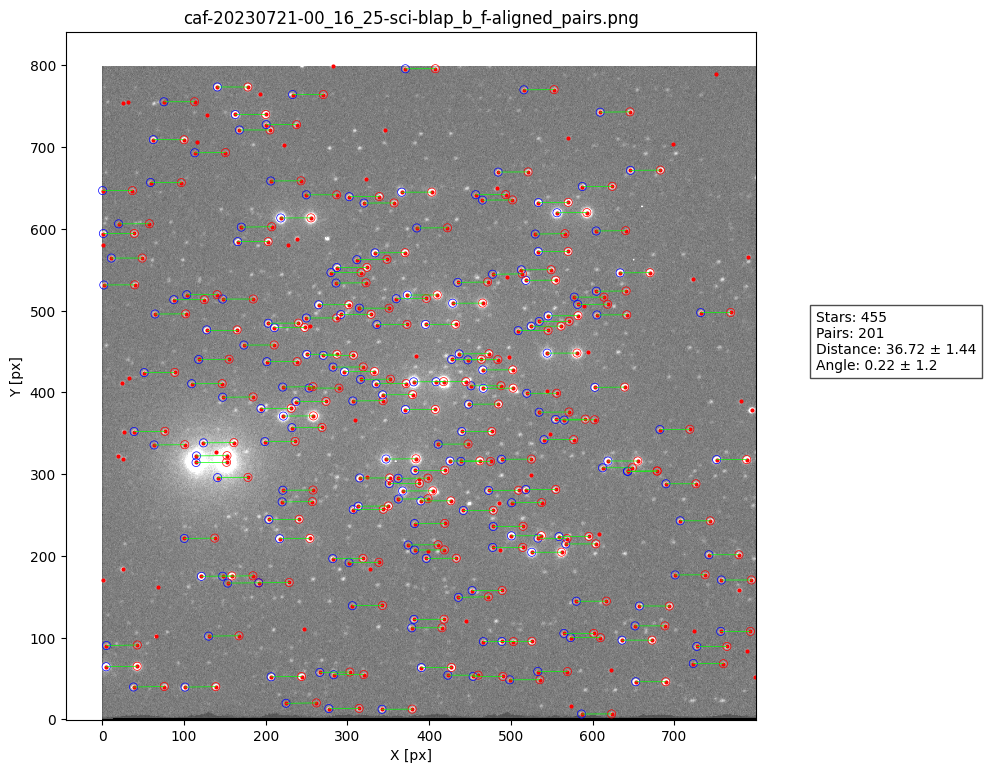 caf-20230721-00_16_25-sci-blap_b_f-aligned_pairs.png
800
700
600
500
400
300
200
100
0
Y [px]
0 100 200 300 400 500 600 700
X [px]
Stars: 455
Pairs: 201
Distance: 36.72 ± 1.44
Angle: 0.22 ± 1.2